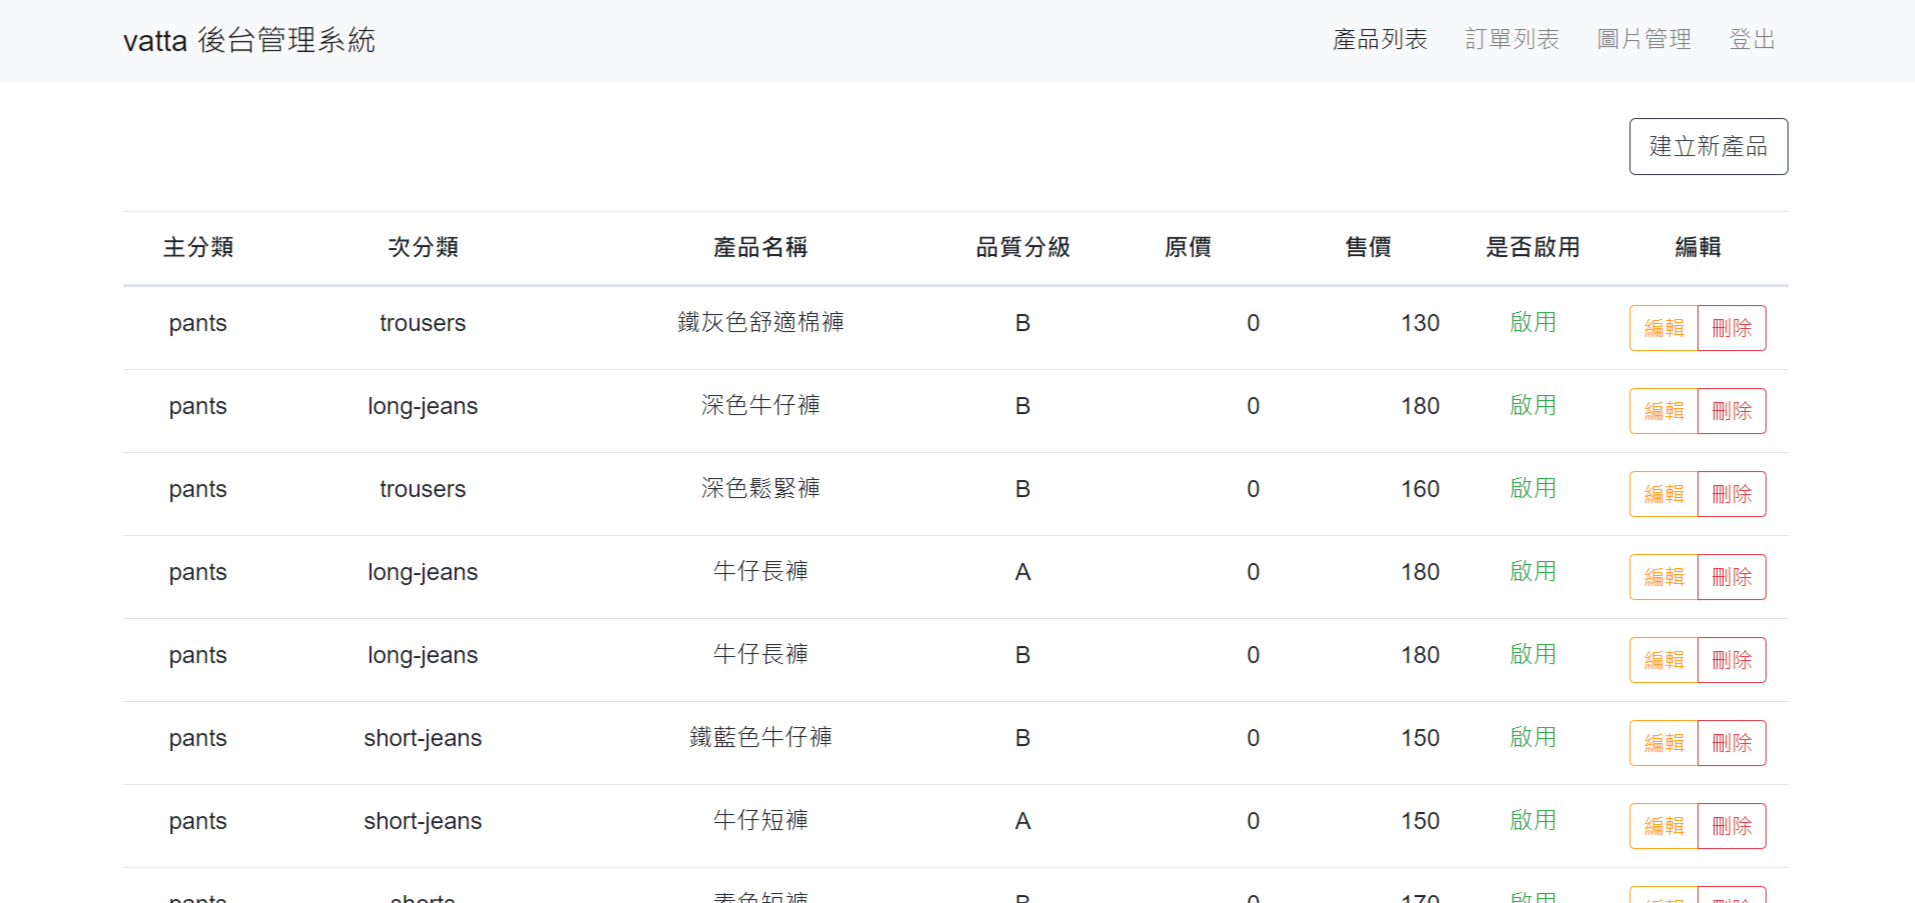 vatta 後台管理系統 產品列表 訂單列表 圖片管理 登出
建立新產品
主分類 次分類 產品名稱 品質分級 原價 售價 是否啟用 編輯
pants trousers 鐵灰色舒適棉褲 B 0 130 啟用 編輯 刪除
pants long-jeans 深色牛仔褲 B 0 180 啟用 編輯 刪除
pants trousers 深色鬆緊褲 B 0 160 啟用 編輯 刪除
pants long-jeans 牛仔長褲 A 0 180 啟用 編輯 刪除
pants long-jeans 牛仔長褲 B 0 180 啟用 編輯 刪除
pants short-jeans 鐵藍色牛仔褲 B 0 150 啟用 編輯 刪除
pants short-jeans 牛仔短褲 A 0 150 啟用 編輯 刪除
pants shorts 0 170 啟用